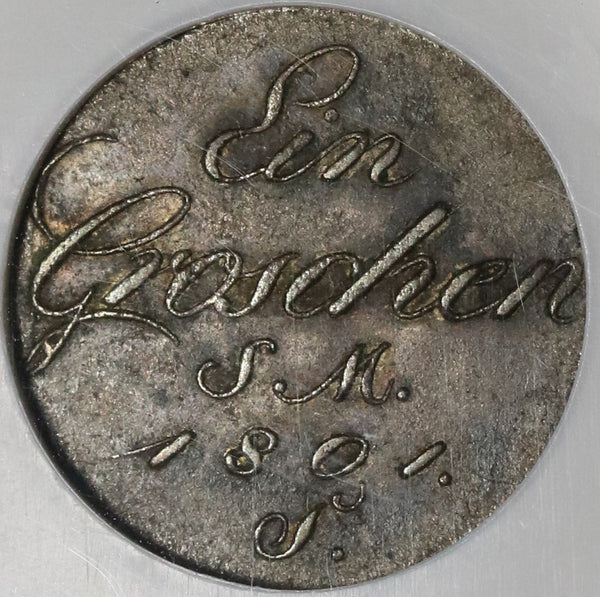 Ein
Groschen
S.M.
1801.
S.